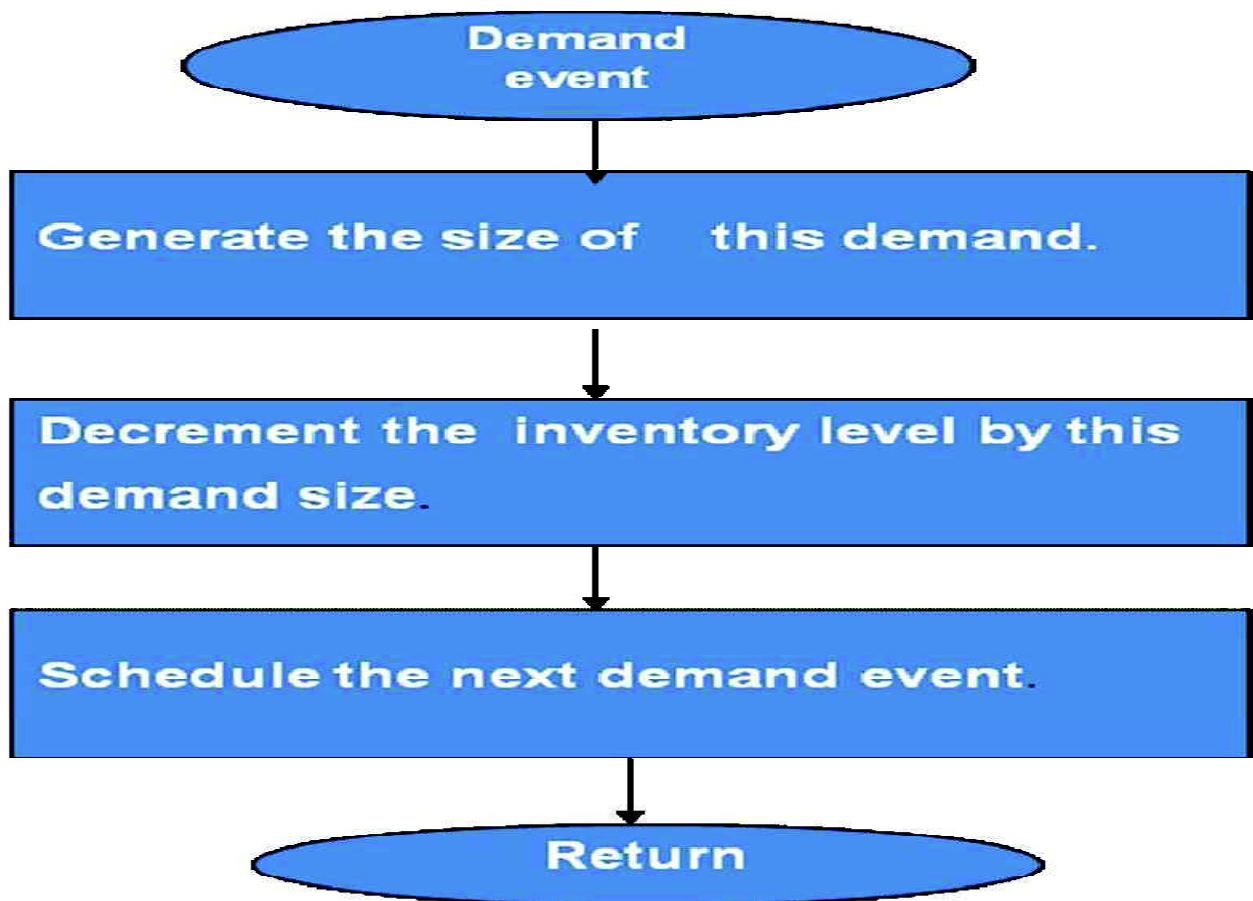 Demand
event
Generate the size of this demand.
Decrement the inventory level by this
demand size.
Schedule the next demand event.
Return